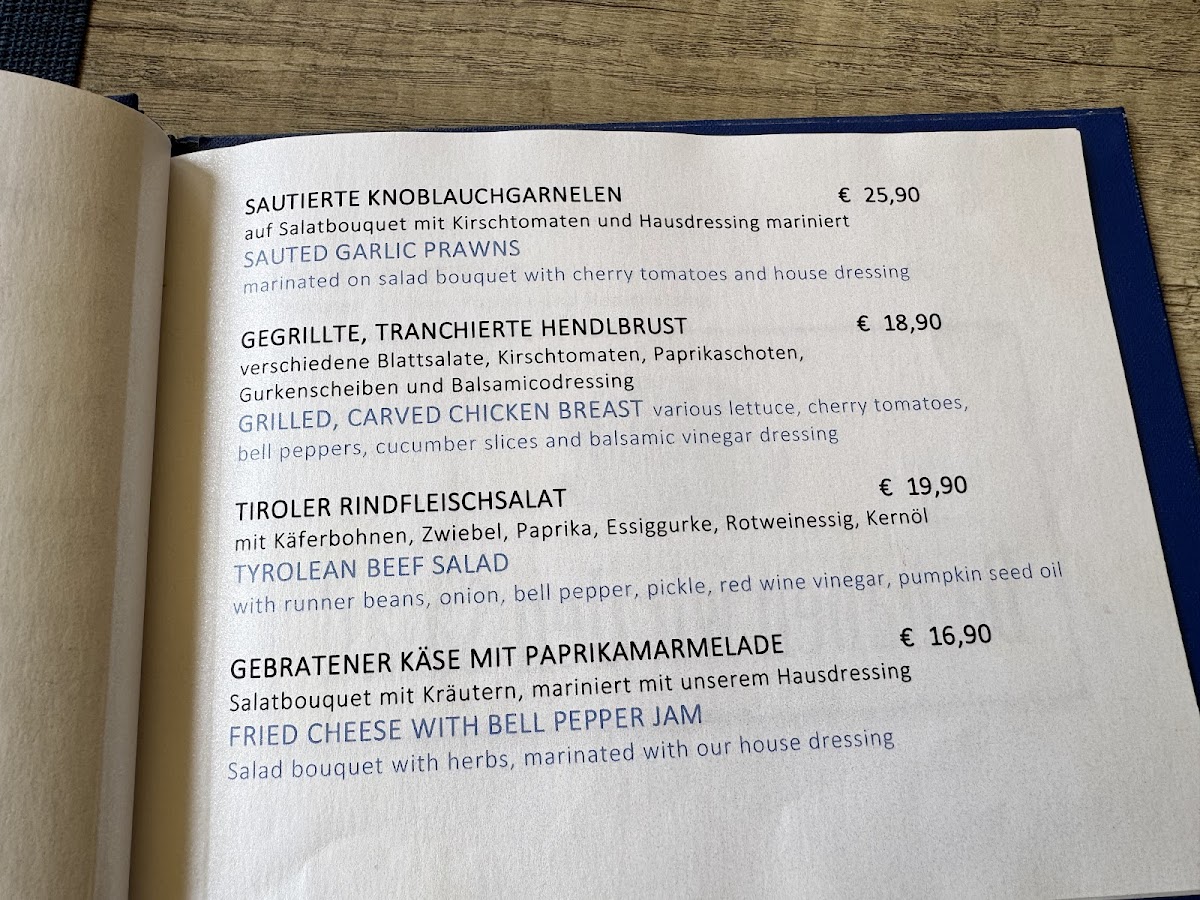 SAUTIERTE KNOBLAUCHGARNELEN € 25,90
auf Salatbouquet mit Kirschtomaten und Hausdressing mariniert
SAUTED GARLIC PRAWNS
marinated on salad bouquet with cherry tomatoes and house dressing
GEGRILLTE, TRANCHIERTE HENDLBRUST € 18,90
verschiedene Blattsalate, Kirschtomaten, Paprikaschoten,
Gurkenscheiben und Balsamicodressing
GRILLED, CARVED CHICKEN BREAST various lettuce, cherry tomatoes,
bell peppers, cucumber slices and balsamic vinegar dressing
TIROLER RINDFLEISCHSALAT € 19,90
mit Käferbohnen, Zwiebel, Paprika, Essiggurke, Rotweinessig, Kernöl
TYROLEAN BEEF SALAD
with runner beans, onion, bell pepper, pickle, red wine vinegar, pumpkin seed oil
GEBRATENER KÄSE MIT PAPRIKAMARMELADE € 16,90
Salatbouquet mit Kräutern, mariniert mit unserem Hausdressing
FRIED CHEESE WITH BELL PEPPER JAM
Salad bouquet with herbs, marinated with our house dressing